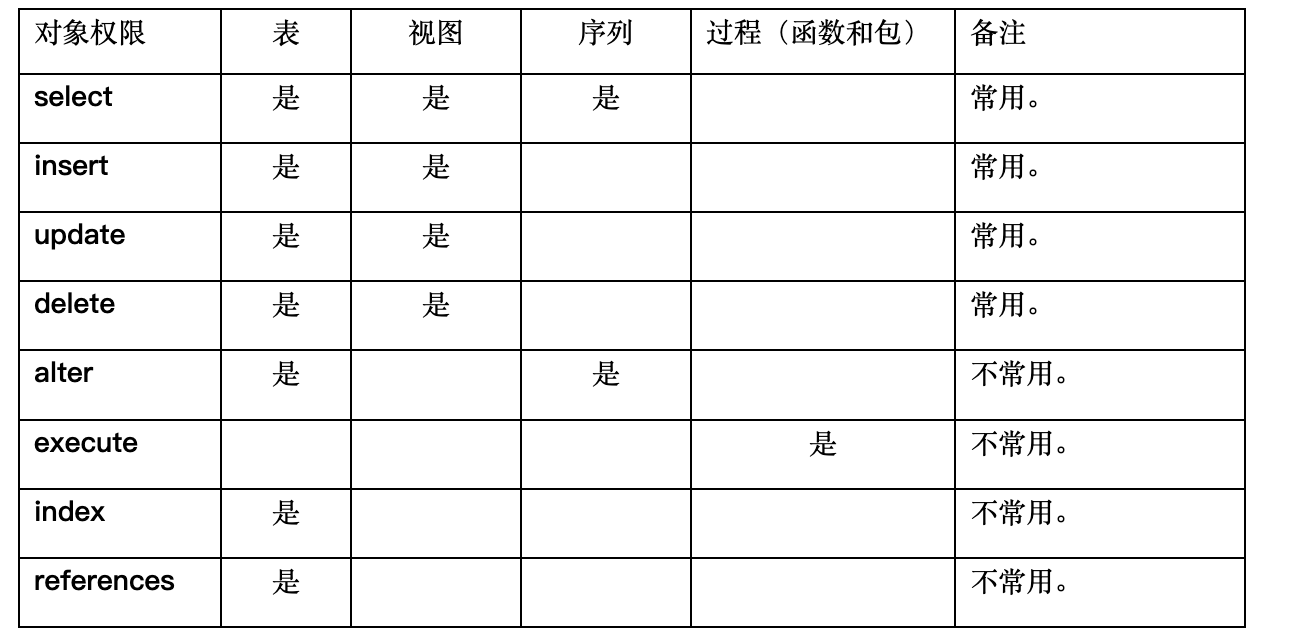 对象权限 表 视图 序列 过程（函数和包） 备注
select 是 是 是 常用。
insert 是 是 常用。
update 是 是 常用。
delete 是 是 常用。
alter 是 是 不常用。
execute 是 不常用。
index 是 不常用。
references 是 不常用。